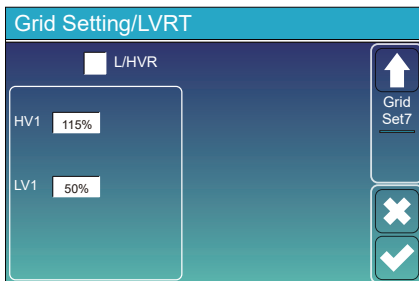 Grid Setting/LVRT
L/HVR
HV1 115%
LV1 50%
Grid
Set7